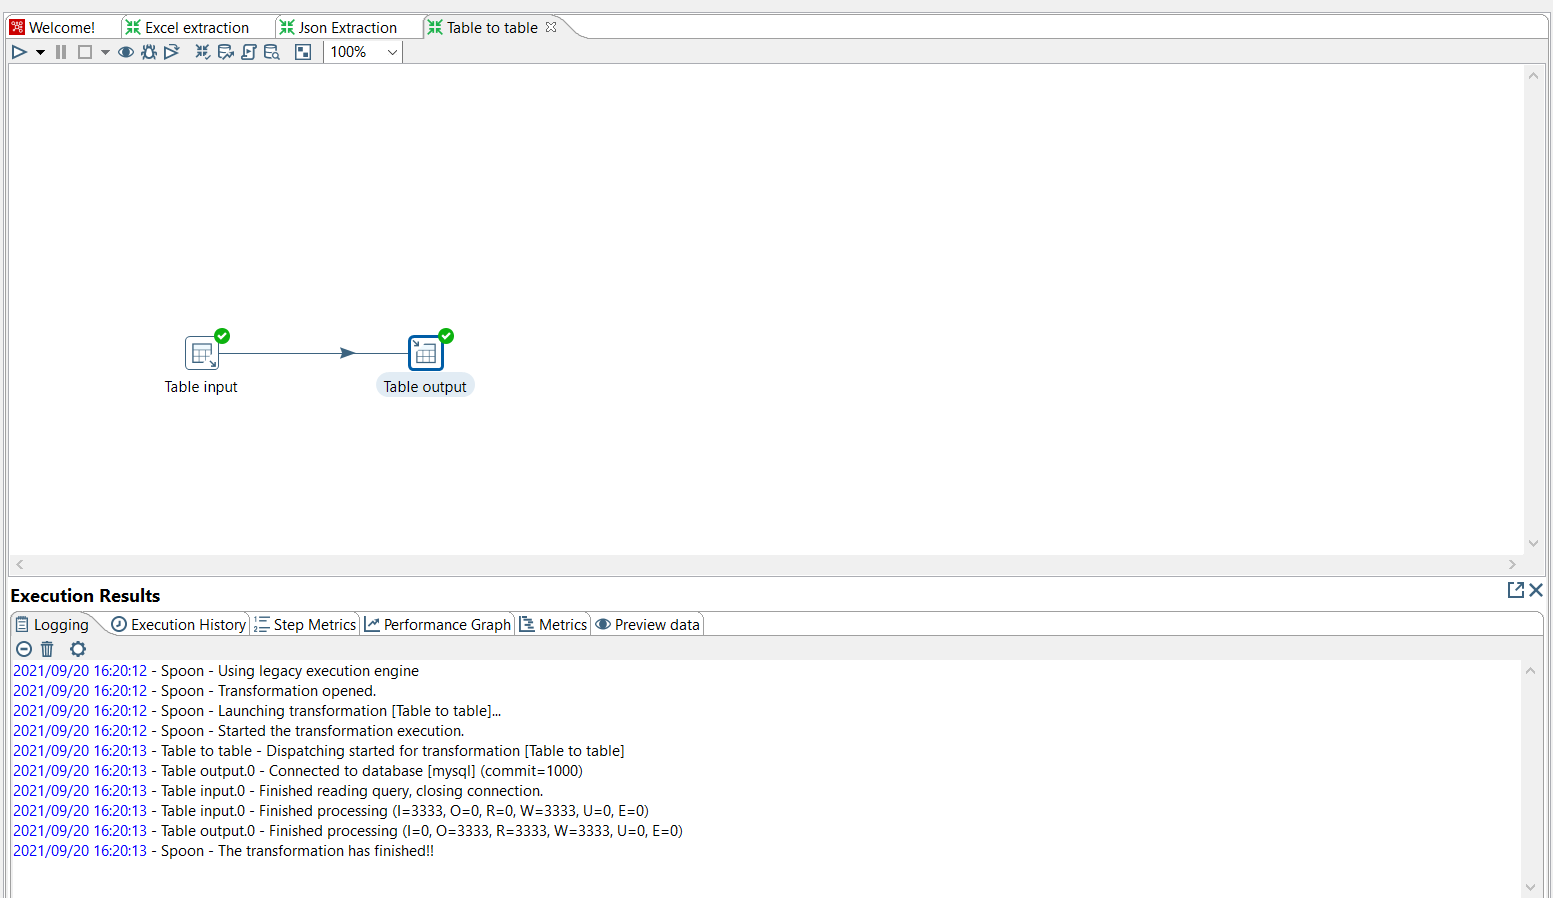 Welcome! Excel extraction Json Extraction Table to table
100%
Table input Table output
Execution Results
Logging Execution History Step Metrics Performance Graph Metrics Preview data
2021/09/20 16:20:12 - Spoon - Using legacy execution engine
2021/09/20 16:20:12 - Spoon - Transformation opened.
2021/09/20 16:20:12 - Spoon - Launching transformation [Table to table]...
2021/09/20 16:20:12 - Spoon - Started the transformation execution.
2021/09/20 16:20:13 - Table to table - Dispatching started for transformation [Table to table]
2021/09/20 16:20:13 - Table output.0 - Connected to database [mysql] (commit=1000)
2021/09/20 16:20:13 - Table input.0 - Finished reading query, closing connection.
2021/09/20 16:20:13 - Table input.0 - Finished processing (I=3333, O=0, R=0, W=3333, U=0, E=0)
2021/09/20 16:20:13 - Table output.0 - Finished processing (I=0, O=3333, R=3333, W=3333, U=0, E=0)
2021/09/20 16:20:13 - Spoon - The transformation has finished!!